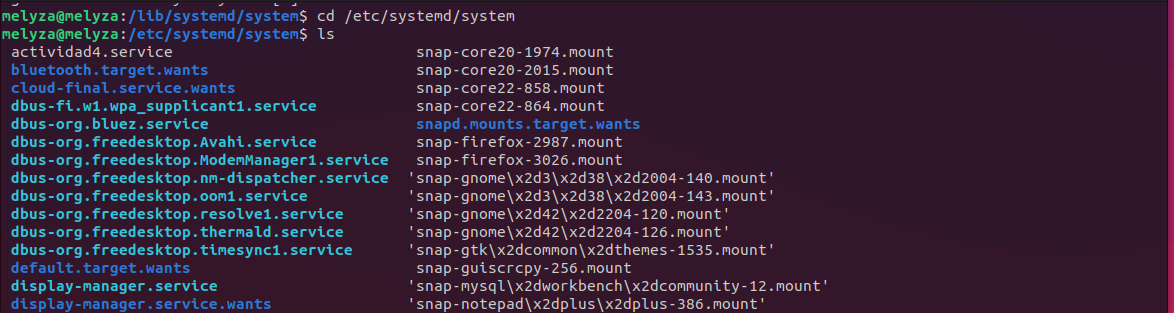 melyza@melyza:/lib/systemd/system$ cd /etc/systemd/system
melyza@melyza:/etc/systemd/system$ ls
actividad4.service snap-core20-1974.mount
bluetooth.target.wants snap-core20-2015.mount
cloud-final.service.wants snap-core22-858.mount
dbus-fi.w1.wpa_supplicant1.service snap-core22-864.mount
dbus-org.bluez.service snapd.mounts.target.wants
dbus-org.freedesktop.Avahi.service snap-firefox-2987.mount
dbus-org.freedesktop.ModemManager1.service snap-firefox-3026.mount
dbus-org.freedesktop.nm-dispatcher.service 'snap-gnome\x2d3\x2d38\x2d2004-140.mount'
dbus-org.freedesktop.oom1.service 'snap-gnome\x2d3\x2d38\x2d2004-143.mount'
dbus-org.freedesktop.resolve1.service 'snap-gnome\x2d42\x2d2204-120.mount'
dbus-org.freedesktop.thermald.service 'snap-gnome\x2d42\x2d2204-126.mount'
dbus-org.freedesktop.timesync1.service 'snap-gtk\x2dcommon\x2dthemes-1535.mount'
default.target.wants snap-guiscrcpy-256.mount
display-manager.service 'snap-mysql\x2dworkbench\x2dcommunity-12.mount'
display-manager.service.wants 'snap-notepad\x2dplus\x2dplus-386.mount'